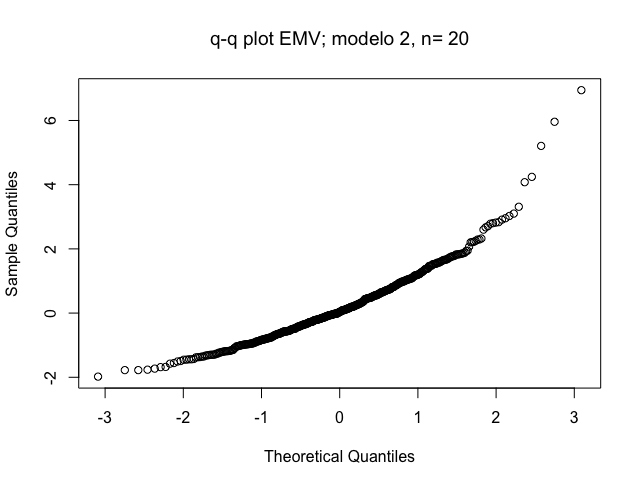 q-q plot EMV; modelo 2, n= 20
Sample Quantiles
6
4
2
0
-2
-3 -2 -1 0 1 2 3
Theoretical Quantiles